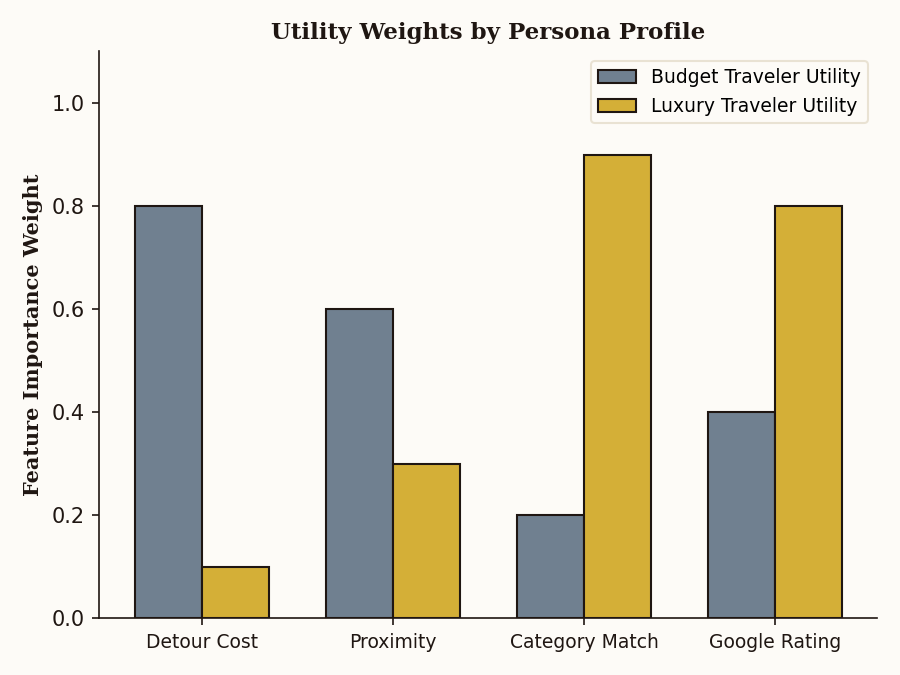 Utility Weights by Persona Profile
Budget Traveler Utility
Luxury Traveler Utility
Feature Importance Weight
1.0
0.8
0.6
0.4
0.2
0.0
Detour Cost
Proximity
Category Match
Google Rating